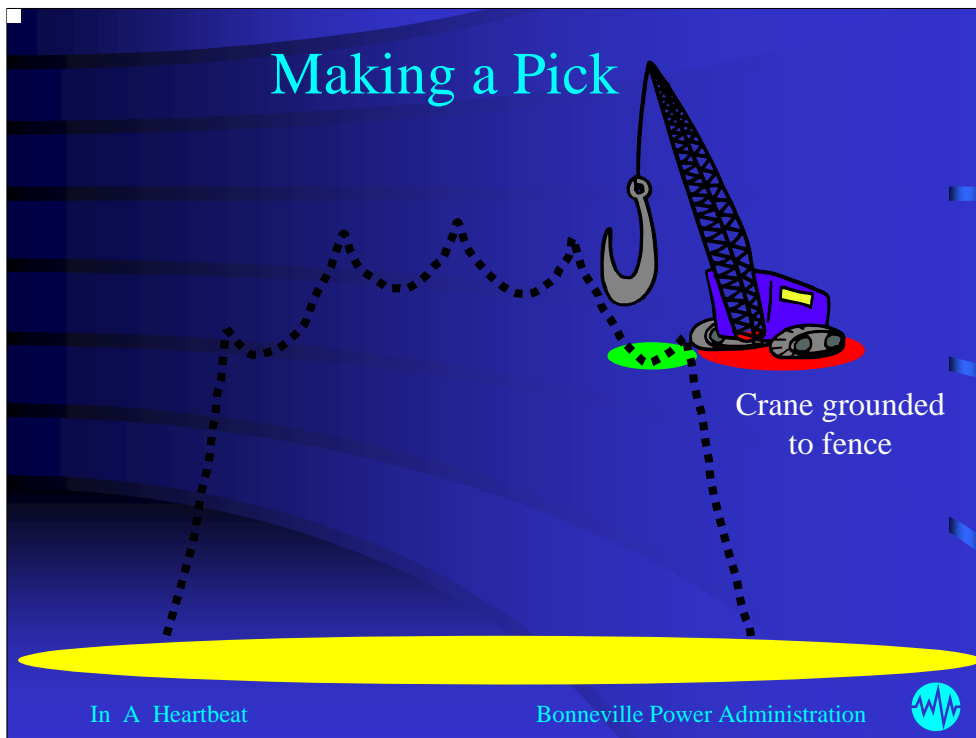 Making a Pick
Crane grounded
to fence
In A Heartbeat
Bonneville Power Administration